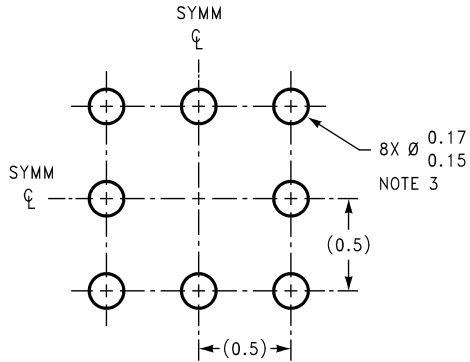 SYMM
℄
8X Ø 0.17
0.15
NOTE 3
SYMM
℄
(0.5)
(0.5)